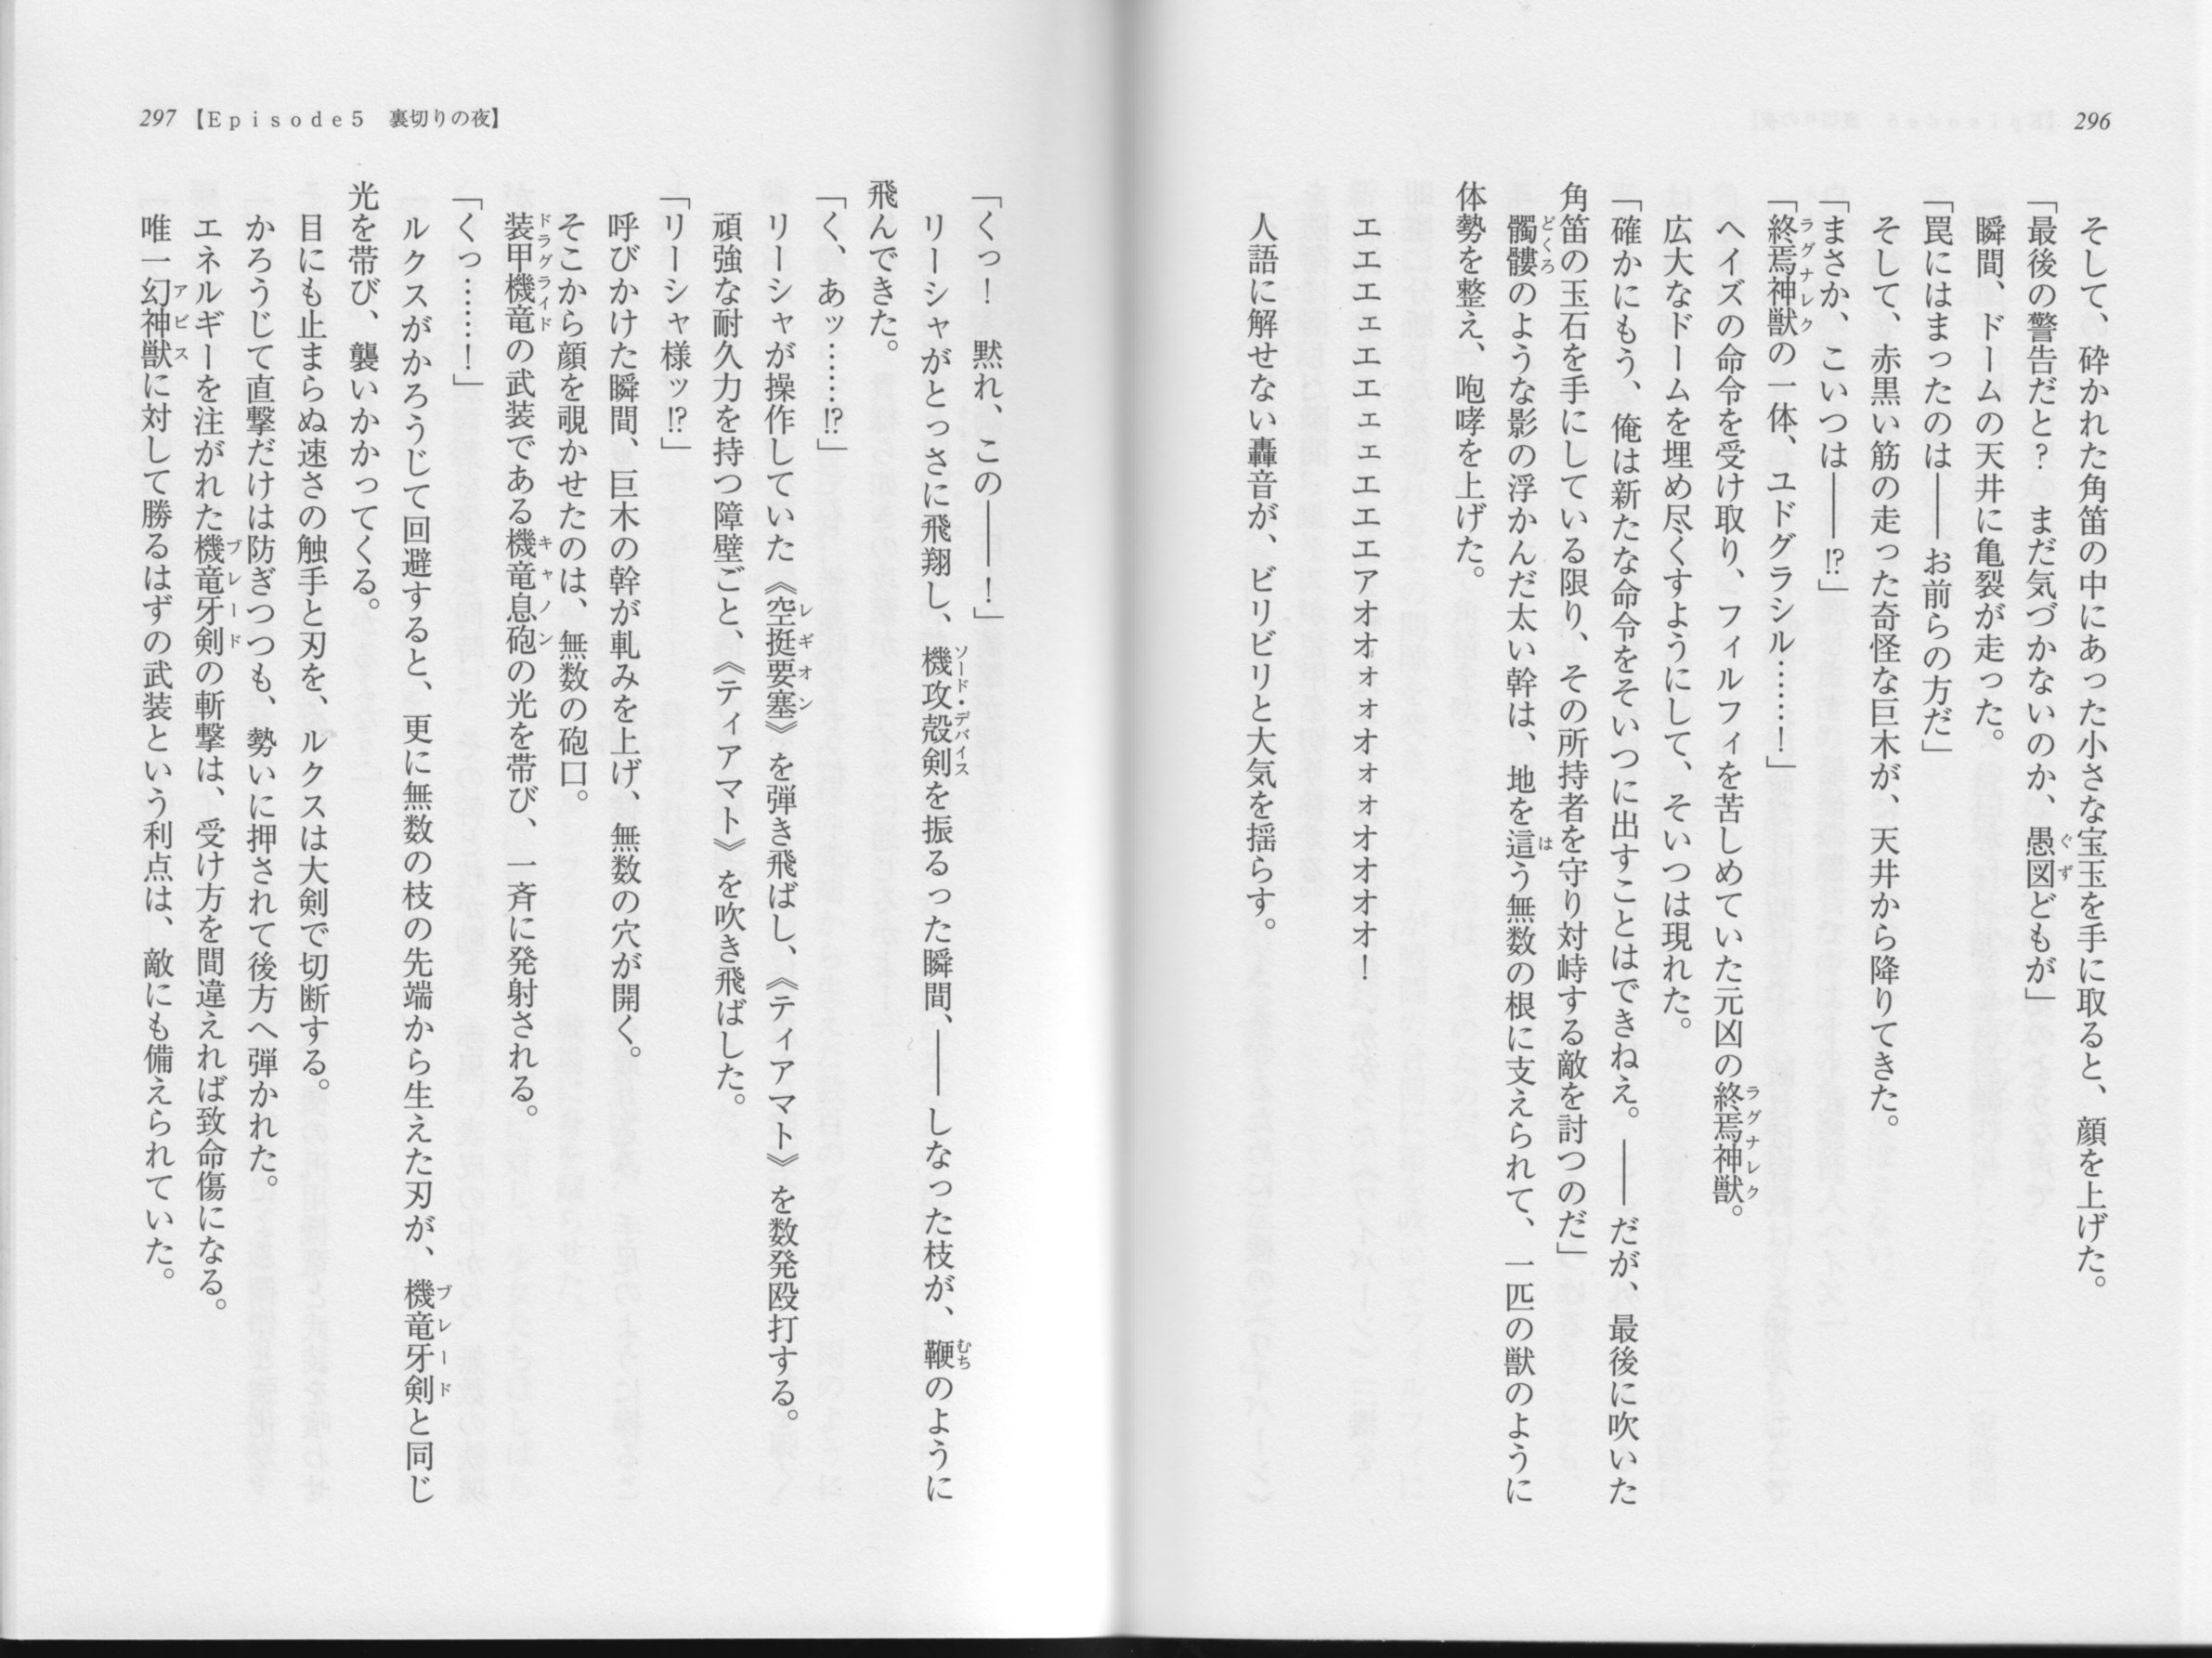 296
そして、砕かれた角笛の中にあった小さな宝玉を手に取ると、顔を上げた。
「最後の警告だと? まだ気づかないのか、愚図どもが」
瞬間、ドームの天井に亀裂が走った。
「罠にはまったのは――お前らの方だ」
そして、赤黒い筋の走った奇怪な巨木が、天井から降りてきた。
「まさか、こいつは――!?」
「終焉神獣の一体、ユドグラシル……!」
ヘイズの命令を受け取り、フィルフィを苦しめていた元凶の終焉神獣。
広大なドームを埋め尽くすようにして、そいつは現れた。
「確かにもう、俺は新たな命令をそいつに出すことはできねえ。――だが、最後に吹いた
角笛の玉石を手にしている限り、その所持者を守り対峙する敵を討つのだ」
髑髏のような影の浮かんだ太い幹は、地を這う無数の根に支えられて、一匹の獣のように
体勢を整え、咆哮を上げた。
エエエェエェェエエエアオオォォオォォオオオオ!
人語に解せない轟音が、ビリビリと大気を揺らす。
297【Episode5 裏切りの夜】
「くっ! 黙れ、この――!」
リーシャがとっさに飛翔し、機攻殻剣を振るった瞬間、――しなった枝が、鞭のように
飛んできた。
「く、あッ……!?」
リーシャが操作していた《空挺要塞》を弾き飛ばし、《ティアマト》を数発殴打する。
頑強な耐久力を持つ障壁ごと、《ティアマト》を吹き飛ばした。
「リーシャ様ッ!?」
呼びかけた瞬間、巨木の幹が軋みを上げ、無数の穴が開く。
そこから顔を覗かせたのは、無数の砲口。
装甲機竜の武装である機竜息砲の光を帯び、一斉に発射される。
「くっ……!」
ルクスがかろうじて回避すると、更に無数の枝の先端から生えた刃が、機竜牙剣と同じ
光を帯び、襲いかかってくる。
目にも止まらぬ速さの触手と刃を、ルクスは大剣で切断する。
かろうじて直撃だけは防ぎつつも、勢いに押されて後方へ弾かれた。
エネルギーを注がれた機竜牙剣の斬撃は、受け方を間違えれば致命傷になる。
唯一幻神獣に対して勝るはずの武装という利点は、敵にも備えられていた。